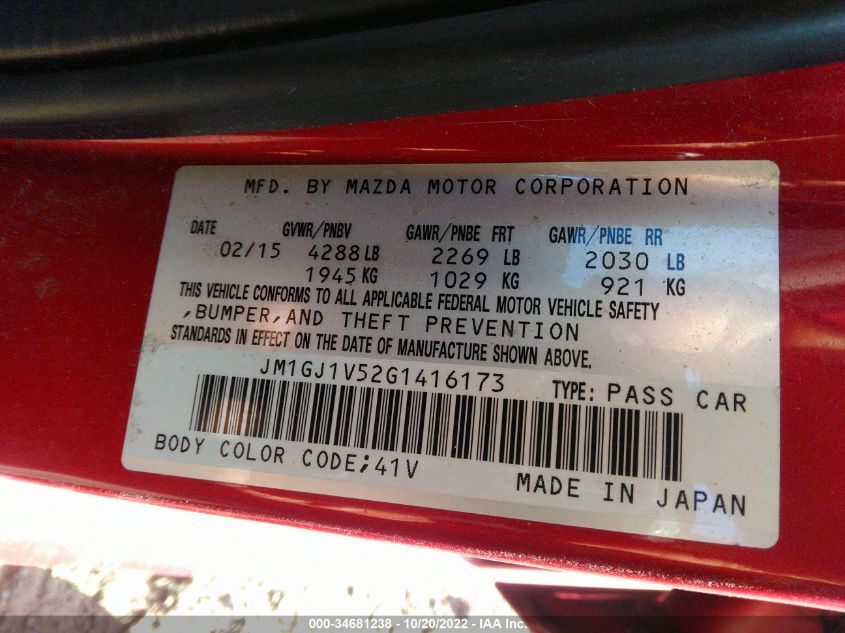 MFD. BY MAZDA MOTOR CORPORATION
DATE GVWR/PNBV GAWR/PNBE FRT GAWR/PNBE RR
02/15 4288 LB 2269 LB 2030 LB
1945 KG 1029 KG 921 KG
THIS VEHICLE CONFORMS TO ALL APPLICABLE FEDERAL MOTOR VEHICLE SAFETY
,BUMPER,AND THEFT PREVENTION
STANDARDS IN EFFECT ON THE DATE OF MANUFACTURE SHOWN ABOVE.
JM1GJ1V52G1416173 TYPE: PASS CAR
BODY COLOR CODE;41V
MADE IN JAPAN
000-34681238 - 10/20/2022 - IAA Inc.